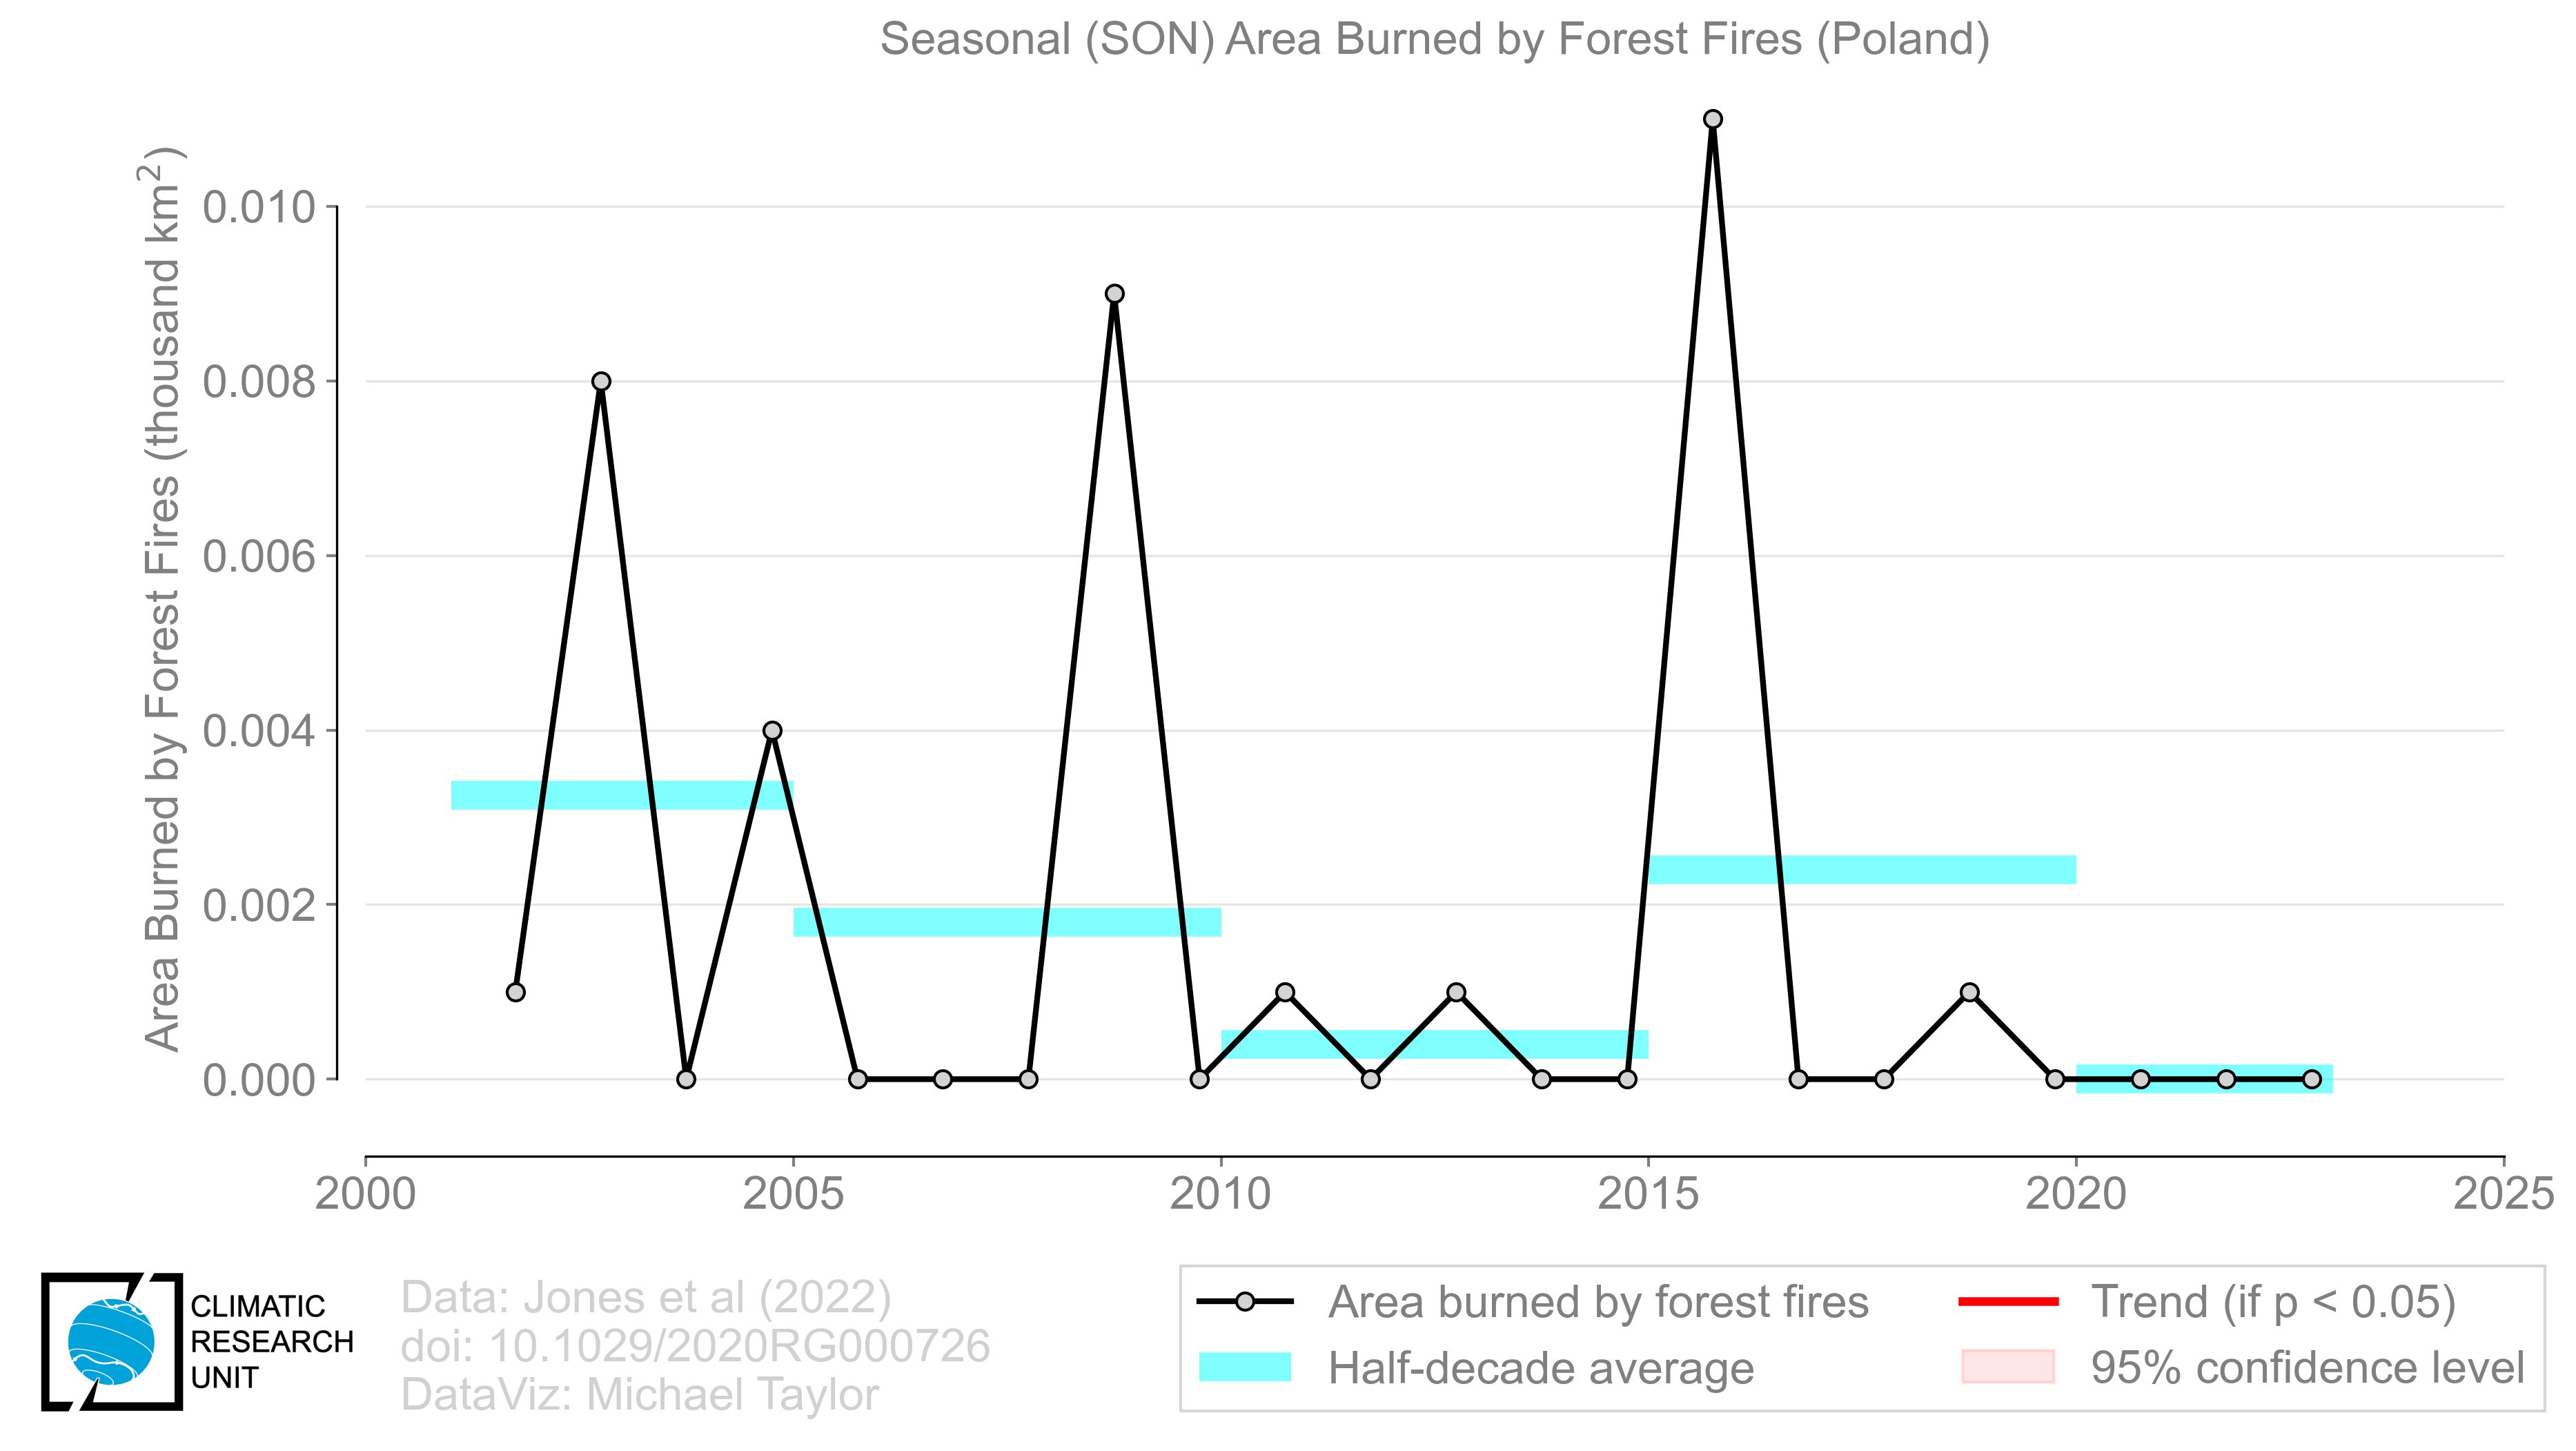 Seasonal (SON) Area Burned by Forest Fires (Poland)
Area Burned by Forest Fires (thousand km²)
0.010
0.008
0.006
0.004
0.002
0.000
2000 2005 2010 2015 2020 2025
CLIMATIC
RESEARCH
UNIT
Data: Jones et al (2022)
doi: 10.1029/2020RG000726
DataViz: Michael Taylor
Area burned by forest fires
Half-decade average
Trend (if p < 0.05)
95% confidence level